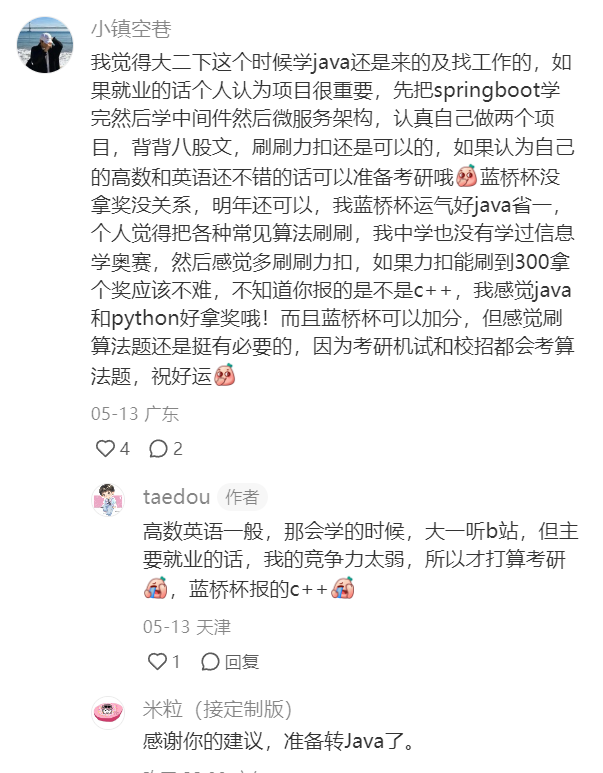 小镇空巷
我觉得大二下这个时候学java还是来的及找工作的，如
果就业的话个人认为项目很重要，先把springboot学
完然后学中间件然后微服务架构，认真自己做两个项
目，背背八股文，刷刷力扣还是可以的，如果认为自己
的高数和英语还不错的话可以准备考研哦蓝桥杯没
拿奖没关系，明年还可以，我蓝桥杯运气好java省一，
个人觉得把各种常见算法刷刷，我中学也没有学过信息
学奥赛，然后感觉多刷刷力扣，如果力扣能刷到300拿
个奖应该不难，不知道你报的是不是c++，我感觉java
和python好拿奖哦！而且蓝桥杯可以加分，但感觉刷
算法题还是挺有必要的，因为考研机试和校招都会考算
法题，祝好运
05-13 广东
4 2
taedou 作者
高数英语一般，那会学的时候，大一听b站，但主
要就业的话，我的竞争力太弱，所以才打算考研
，蓝桥杯报的c++
05-13 天津
1 回复
米粒（接定制版）
感谢你的建议，准备转Java了。